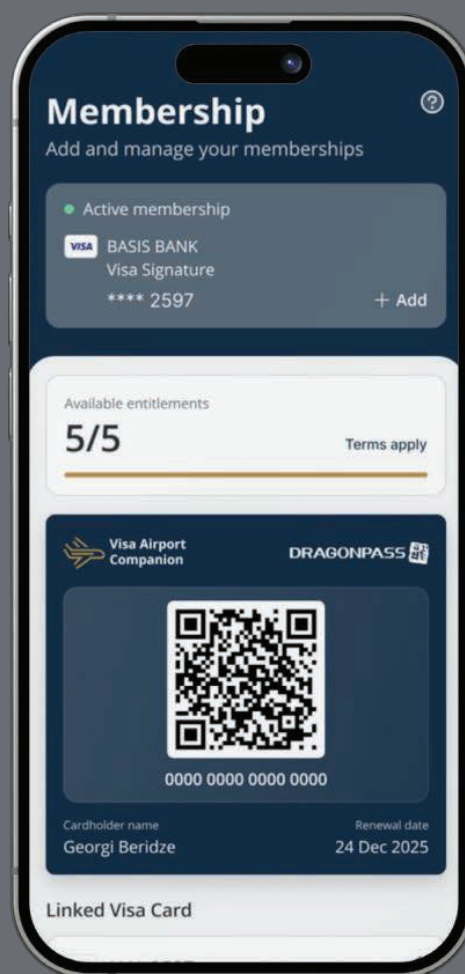 Membership
Add and manage your memberships
Active membership
VISA BASIS BANK
Visa Signature
**** 2597 + Add
Available entitlements
5/5 Terms apply
Visa Airport
Companion
DRAGONPASS
0000 0000 0000 0000
Cardholder name Renewal date
Georgi Beridze 24 Dec 2025
Linked Visa Card